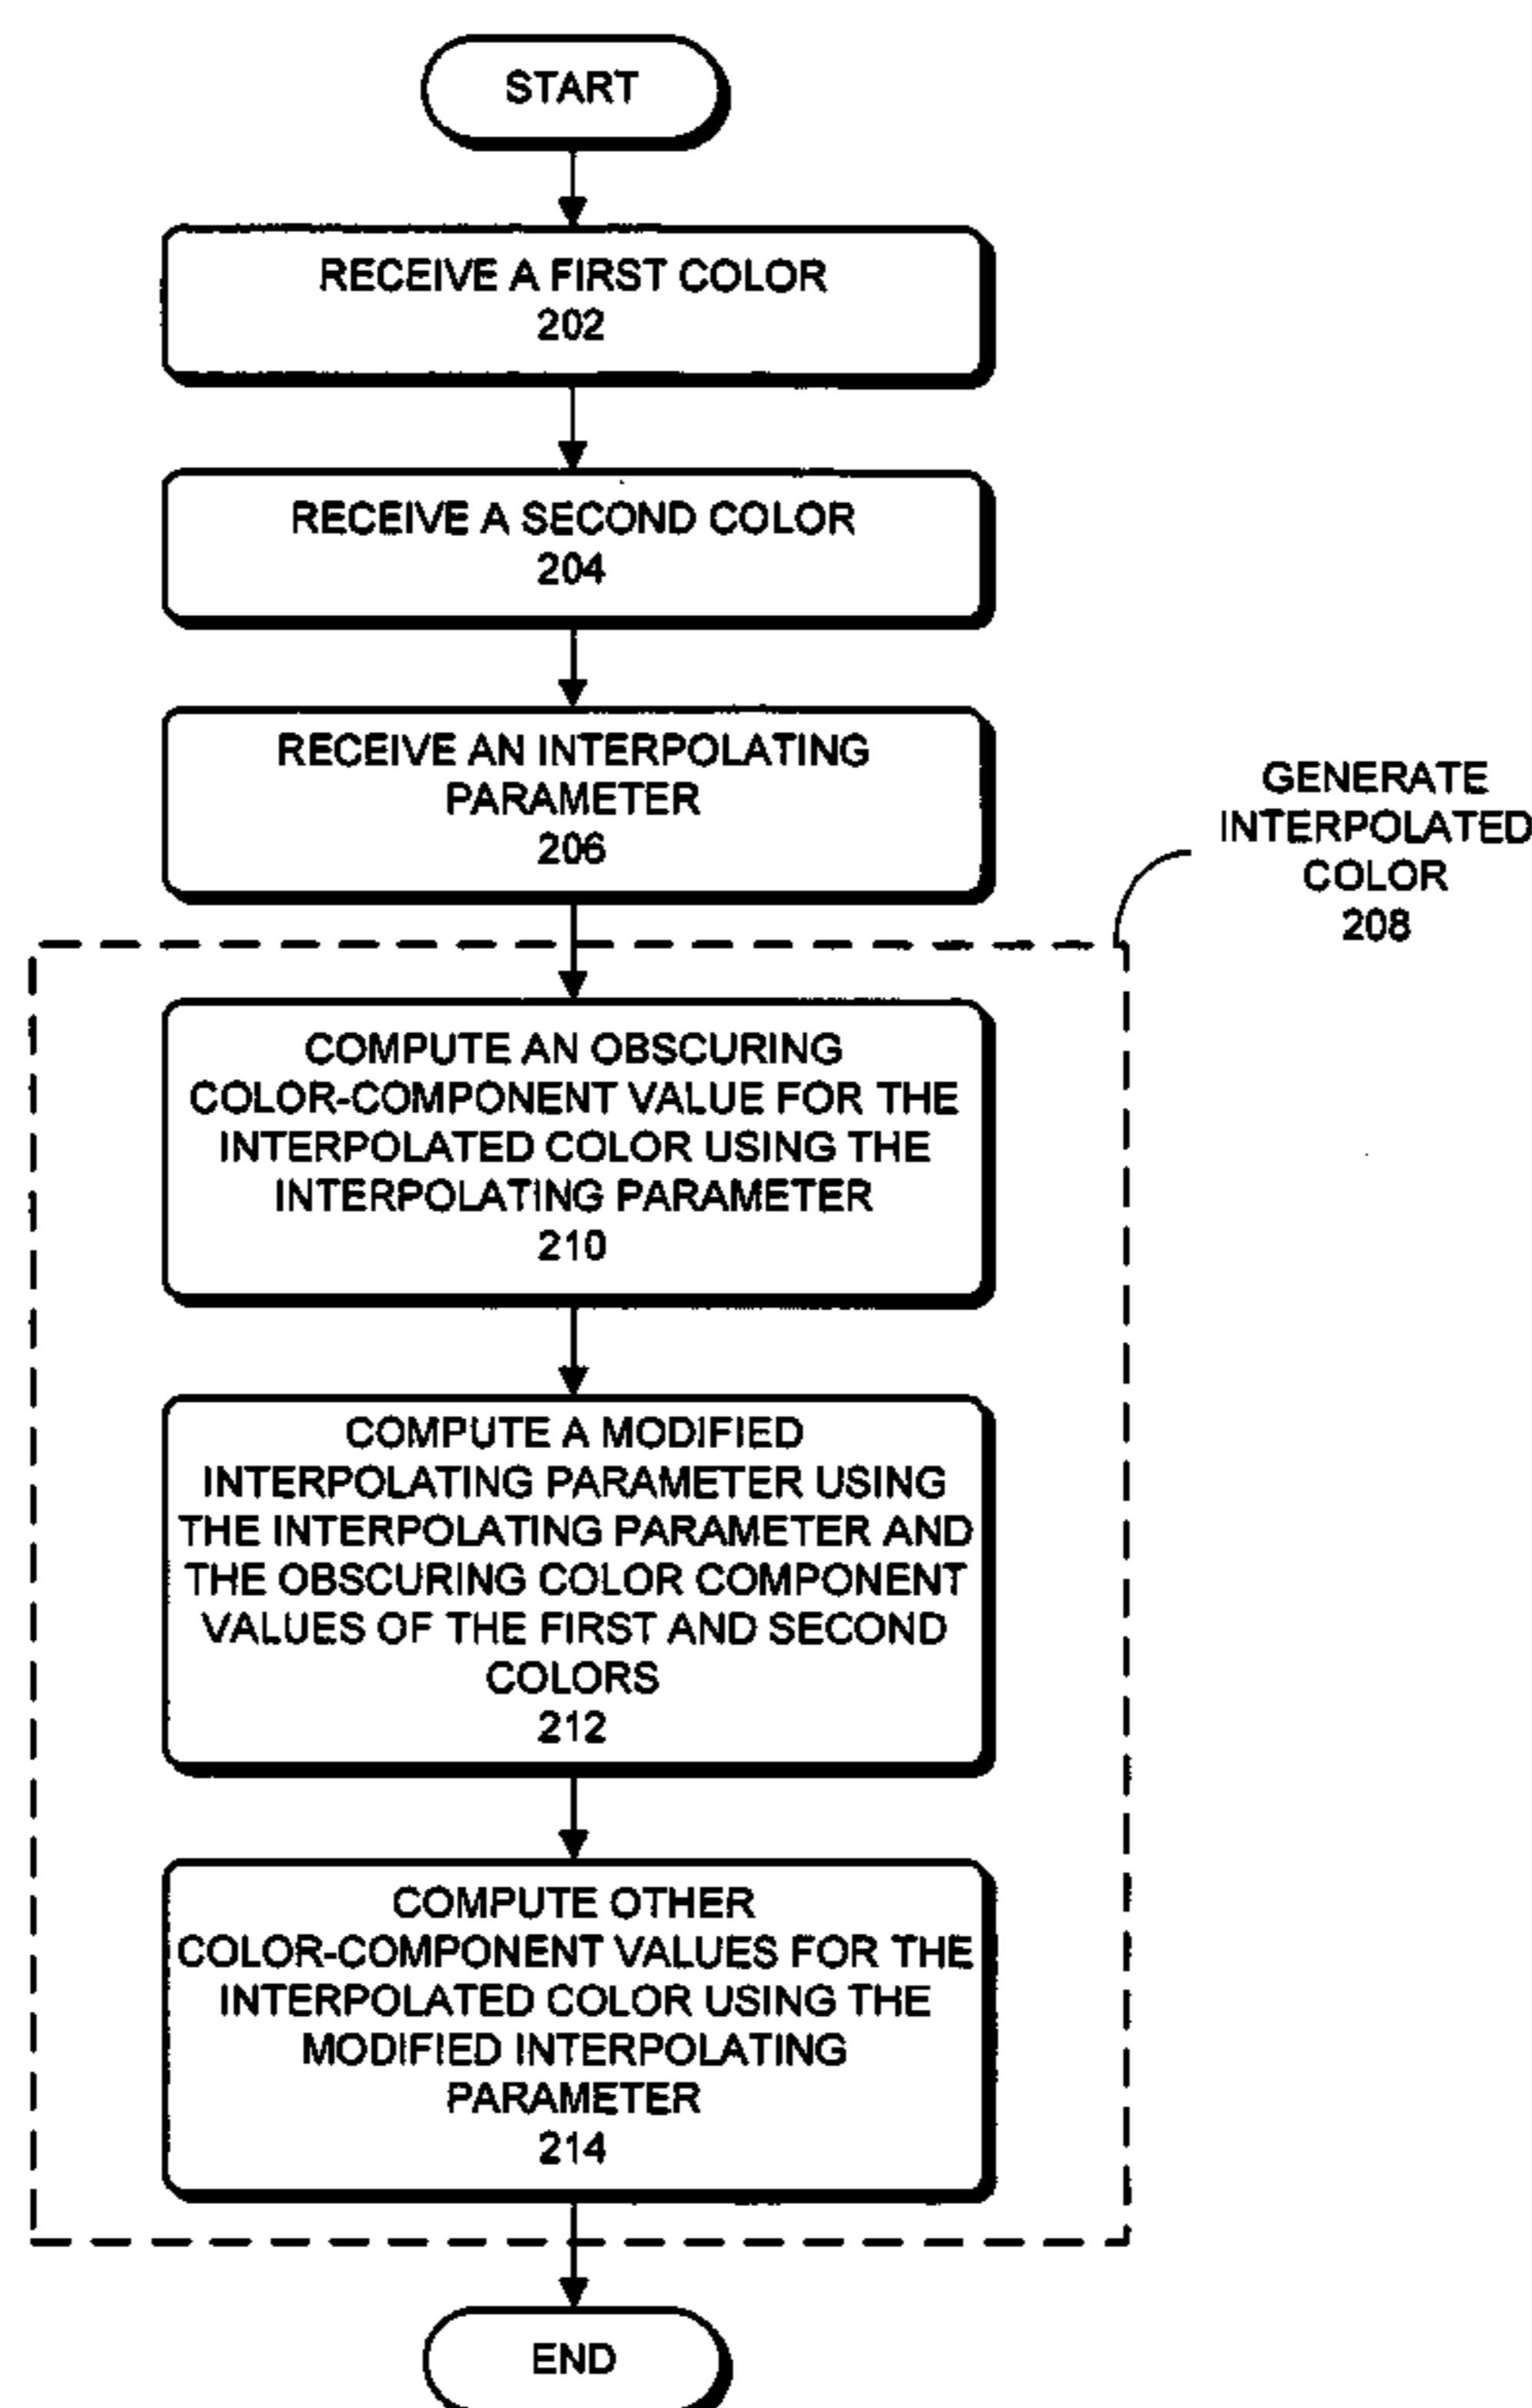 START
RECEIVE A FIRST COLOR
202
RECEIVE A SECOND COLOR
204
RECEIVE AN INTERPOLATING
PARAMETER
206
GENERATE
INTERPOLATED
COLOR
208
COMPUTE AN OBSCURING
COLOR-COMPONENT VALUE FOR THE
INTERPOLATED COLOR USING THE
INTERPOLATING PARAMETER
210
COMPUTE A MODIFIED
INTERPOLATING PARAMETER USING
THE INTERPOLATING PARAMETER AND
THE OBSCURING COLOR COMPONENT
VALUES OF THE FIRST AND SECOND
COLORS
212
COMPUTE OTHER
COLOR-COMPONENT VALUES FOR THE
INTERPOLATED COLOR USING THE
MODIFIED INTERPOLATING
PARAMETER
214
END